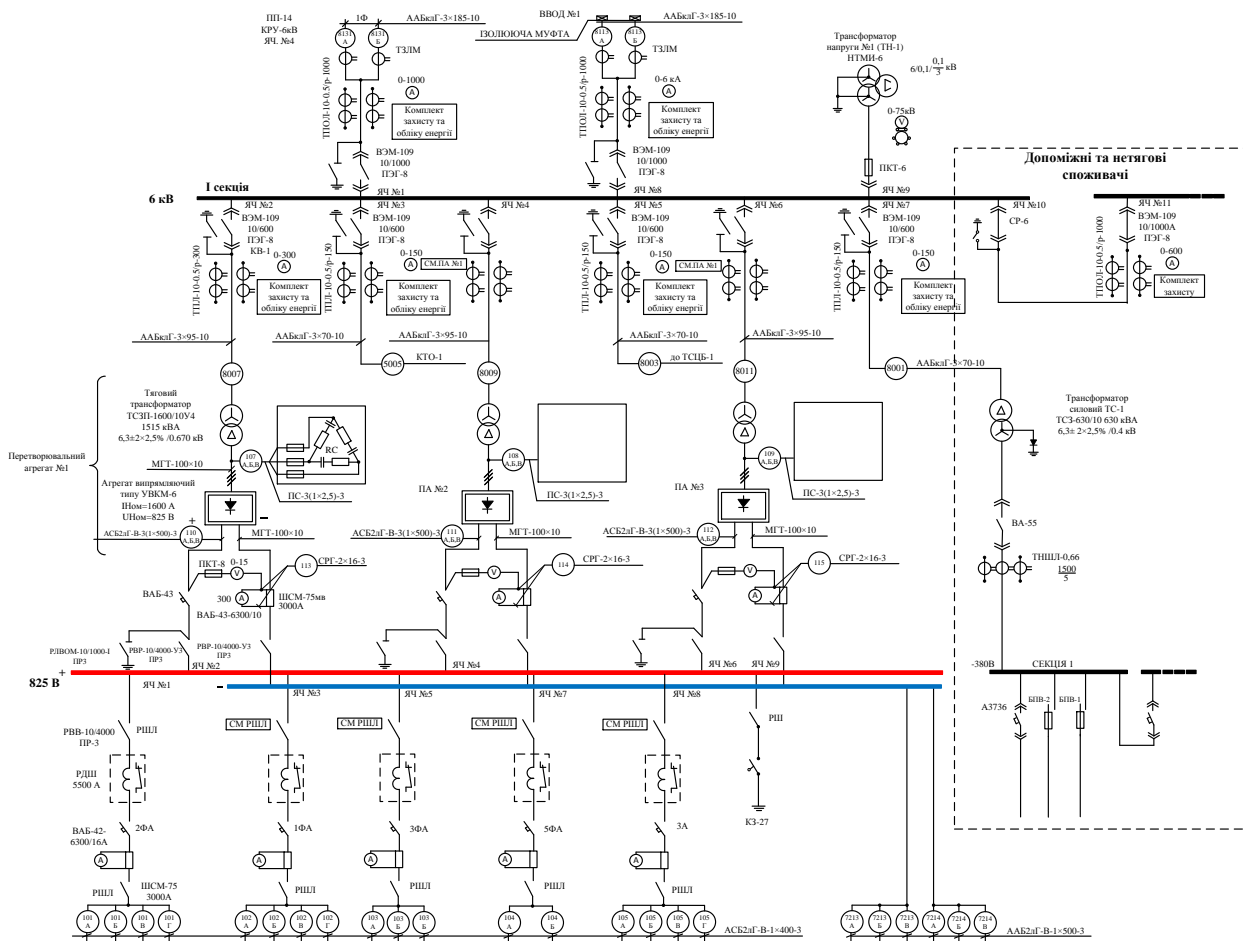 ПП-14
КРУ-6кВ
ЯЧ. №4
1Ф
ААБклГ-3×185-10
8131
А
8131
Б
ТЗЛМ
ТПОЛ-10-0.5/р-1000
0-1000
А
Комплект
захисту та
обліку енергії
ВЭМ-109
10/1000
ПЭГ-8
ЯЧ №1
ВВОД №1
ІЗОЛЮЮЧА МУФТА
ААБклГ-3×185-10
8113
А
8113
Б
ТЗЛМ
ТПОЛ-10-0.5/р-1000
0-6 кА
А
Комплект
захисту та
обліку енергії
ВЭМ-109
10/1000
ПЭГ-8
ЯЧ №8
Трансформатор
напруги №1 (ТН-1)
НТМИ-6
6/0,1/0,1/3 кВ
0-75кВ
V
ПКТ-6
ЯЧ №9
Допоміжні та нетягові
споживачі
І секція
6 кВ
ЯЧ №2
ВЭМ-109
10/600
ПЭГ-8
КВ-1
ТПЛ-10-0.5/р-300
0-300
А
Комплект
захисту та
обліку енергії
ЯЧ №3
ВЭМ-109
10/600
ПЭГ-8
ТПЛ-10-0.5/р-150
0-150
А
Комплект
захисту та
обліку енергії
ЯЧ №4
СМ.ПА №1
ЯЧ №5
ВЭМ-109
10/600
ПЭГ-8
ТПЛ-10-0.5/р-150
0-150
А
Комплект
захисту та
обліку енергії
ЯЧ №6
СМ.ПА №1
ЯЧ №7
ВЭМ-109
10/600
ПЭГ-8
ТПЛ-10-0.5/р-150
0-150
А
Комплект
захисту та
обліку енергії
ЯЧ №10
СР-6
ЯЧ №11
ВЭМ-109
10/1000А
ПЭГ-8
ТПОЛ-10-0.5/р-1000
0-600
А
Комплект
захисту
ААБклГ-3×95-10
ААБклГ-3×70-10
ААБклГ-3×95-10
ААБклГ-3×70-10
ААБклГ-3×95-10
ААБклГ-3×70-10
8007
5005
КТО-1
8009
8003
до ТСЦБ-1
8011
8001
Перетворювальний
агрегат №1
Тяговий
трансформатор
ТСЗП-1600/10У4
1515 кВА
6,3±2×2,5% /0.670 кВ
МГТ-100×10
107
А,Б,В
RC
ПС-3(1×2,5)-3
Агрегат випрямляючий
типу УВКМ-6
IНом=1600 А
UНом=825 В
+
-
АСБ2лГ-В-3(1×500)-3
110
А,Б,В
МГТ-100×10
108
А,Б,В
ПА №2
ПС-3(1×2,5)-3
АСБ2лГ-В-3(1×500)-3
111
А,Б,В
МГТ-100×10
109
А,Б,В
ПА №3
ПС-3(1×2,5)-3
АСБ2лГ-В-3(1×500)-3
112
А,Б,В
МГТ-100×10
Трансформатор
силовий ТС-1
ТСЗ-630/10 630 кВА
6,3± 2×2,5% /0.4 кВ
ВА-55
ТНШЛ-0,66
1500
5
ПКТ-8
0-15
V
113
СРГ-2×16-3
300
А
ШСМ-75мв
3000А
ВАБ-43
ВАБ-43-6300/10
V
А
114
СРГ-2×16-3
V
А
115
СРГ-2×16-3
РЛВОМ-10/1000-І
ПР3
РВР-10/4000-У3
ПР3
РВР-10/4000-У3
ПР3
ЯЧ №2
ЯЧ №4
ЯЧ №6
ЯЧ №9
825 В
+
-
ЯЧ №1
ЯЧ №3
ЯЧ №5
ЯЧ №7
ЯЧ №8
-380В
СЕКЦІЯ 1
А3736
БПВ-2
БПВ-1
РВВ-10/4000
ПР-3
РШЛ
СМ РШЛ
СМ РШЛ
СМ РШЛ
СМ РШЛ
РШ
РДШ
5500 А
КЗ-27
ВАБ-42-
6300/16А
2ФА
1ФА
3ФА
5ФА
3А
А
А
А
А
А
РШЛ
ШСМ-75
3000А
РШЛ
РШЛ
РШЛ
РШЛ
101
А
101
Б
101
В
101
Г
102
А
102
Б
102
В
102
Г
103
А
103
Б
103
Б
104
А
104
Б
105
А
105
Б
105
В
105
Г
АСБ2лГ-В-1×400-3
7213
А
7213
Б
7213
В
7214
А
7214
Б
7214
В
ААБ2лГ-В-1×500-3